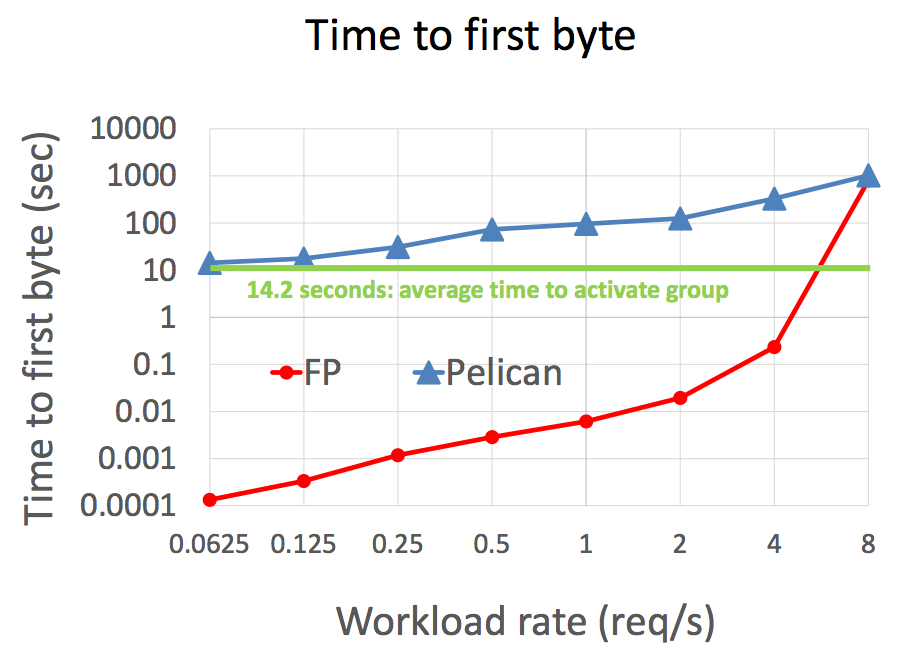 Time to first byte
Time to first byte (sec)
10000
1000
100
10
1
0.1
0.01
0.001
0.0001
14.2 seconds: average time to activate group
FP
Pelican
0.0625 0.125 0.25 0.5 1 2 4 8
Workload rate (req/s)